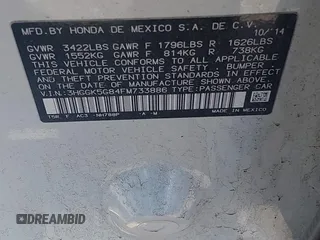 MFD. BY HONDA DE MEXICO S.A. DE C.V. 10/14
GVWR 3422LBS GAWR F 1796LBS R 1626LBS
GVWR 1552KG GAWR F 814KG R 738KG
THIS VEHICLE CONFORMS TO ALL APPLICABLE
FEDERAL MOTOR VEHICLE SAFETY, BUMPER
AND THEFT PREVENTION STANDARDS IN EFFECT
ON THE DATE OF MANUFACTURE SHOWN ABOVE.
V.I.N.:3HGGK5G84FM733886 TYPE:PASSENGER CAR
MADE IN MEXICO
DREAMBID